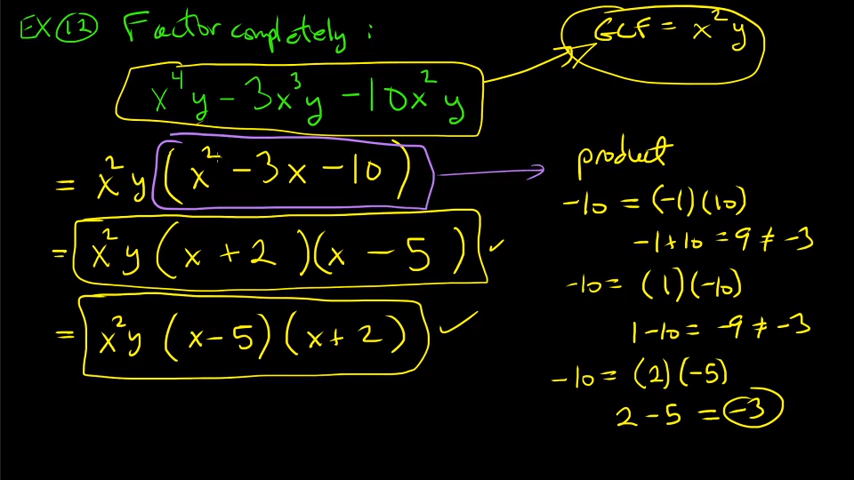 EX (12) Factor completely :
GCF = x²y
x⁴y - 3x³y - 10x²y
= x²y (x² - 3x - 10)
= x²y (x + 2)(x - 5) ✓
= x²y (x - 5)(x + 2) ✓
product
-10 = (-1)(10)
-1 + 10 = 9 ≠ -3
-10 = (1)(-10)
1 - 10 = -9 ≠ -3
-10 = (2)(-5)
2 - 5 = -3